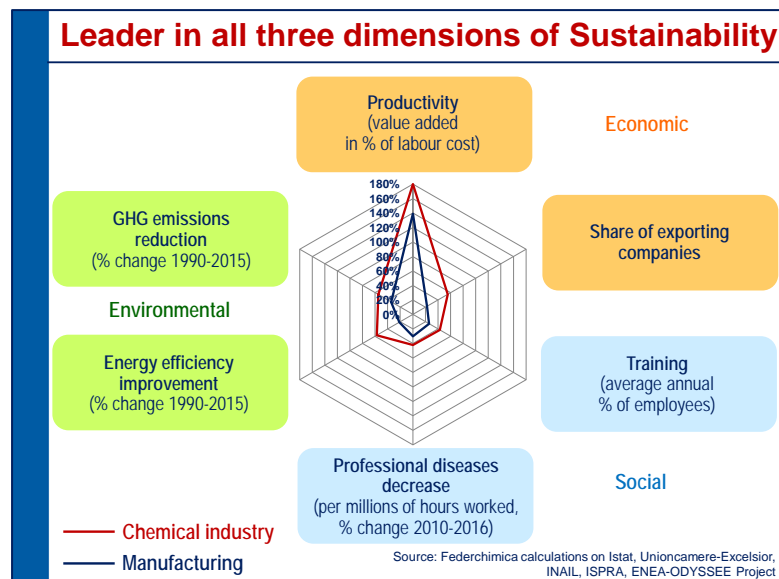 Leader in all three dimensions of Sustainability
Productivity
(value added
in % of labour cost)
Economic
180%
160%
140%
120%
100%
80%
60%
40%
20%
0%
GHG emissions
reduction
(% change 1990-2015)
Share of exporting
companies
Environmental
Energy efficiency
improvement
(% change 1990-2015)
Training
(average annual
% of employees)
Professional diseases
decrease
(per millions of hours worked,
% change 2010-2016)
Social
Chemical industry
Manufacturing
Source: Federchimica calculations on Istat, Unioncamere-Excelsior,
INAIL, ISPRA, ENEA-ODYSSEE Project